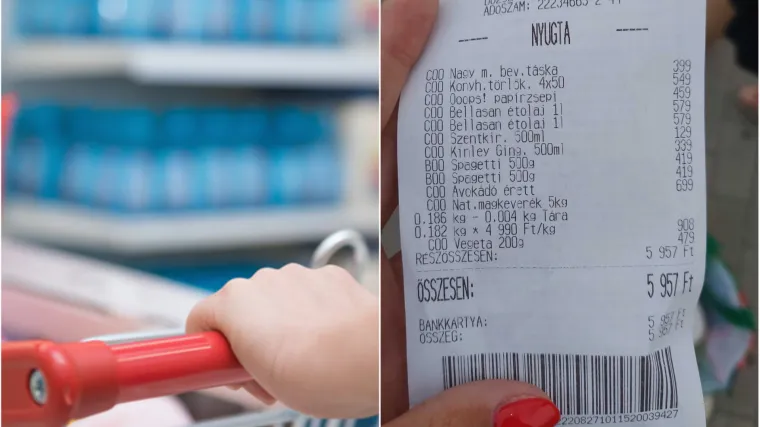 ADÓSZÁM: 22234663-2-44
NYUGTA
C00 Nagy m. bev.táska 399
C00 Konyh.törlők. 4x50 549
C00 Ooops! papírzsepi 459
C00 Bellasan étolaj 1l 579
C00 Bellasan étolaj 1l 579
C00 Szentkir. 500ml 129
C00 Kinley Ging. 500ml 339
B00 Spagetti 500g 419
B00 Spagetti 500g 419
C00 Avokádó érett 699
C00 Nat.magkeverék 5kg
0.186 kg - 0.004 kg Tára
0.182 kg * 4 990 Ft/kg 908
C00 Vegeta 200g 479
RÉSZÖSSZESEN: 5 957 Ft
ÖSSZESEN: 5 957 Ft
BANKKÁRTYA: 5 957 Ft
ÖSSZEG: 5 957 Ft
2208271011520039427